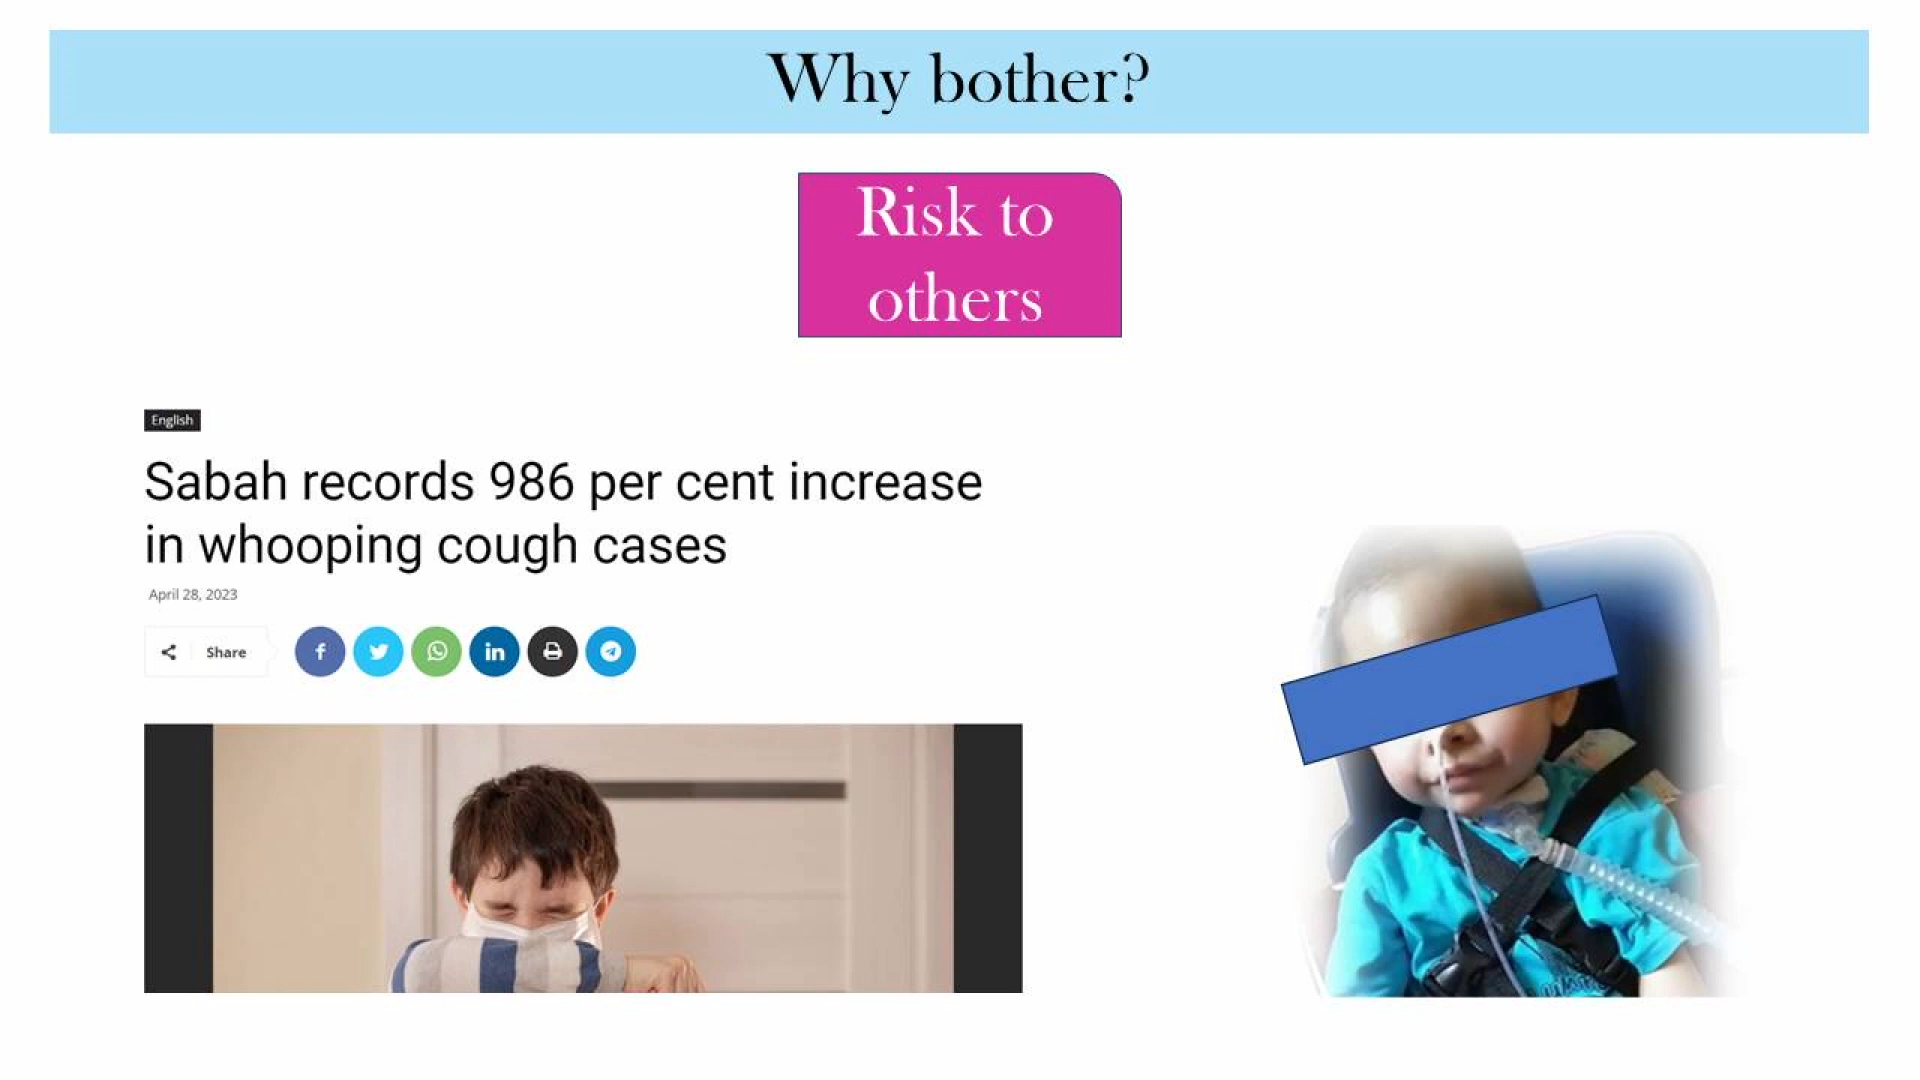 Why bother?
Risk to
others
English
Sabah records 986 per cent increase
in whooping cough cases
April 28, 2023
Share